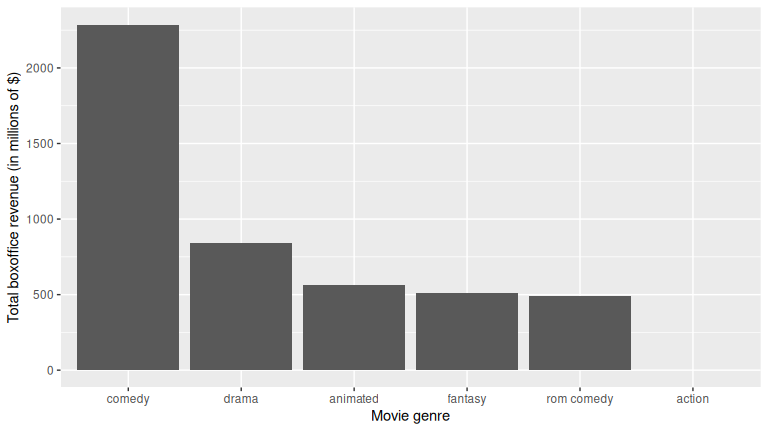 Total boxoffice revenue (in millions of $)
2000
1500
1000
500
0
comedy drama animated fantasy rom comedy action
Movie genre